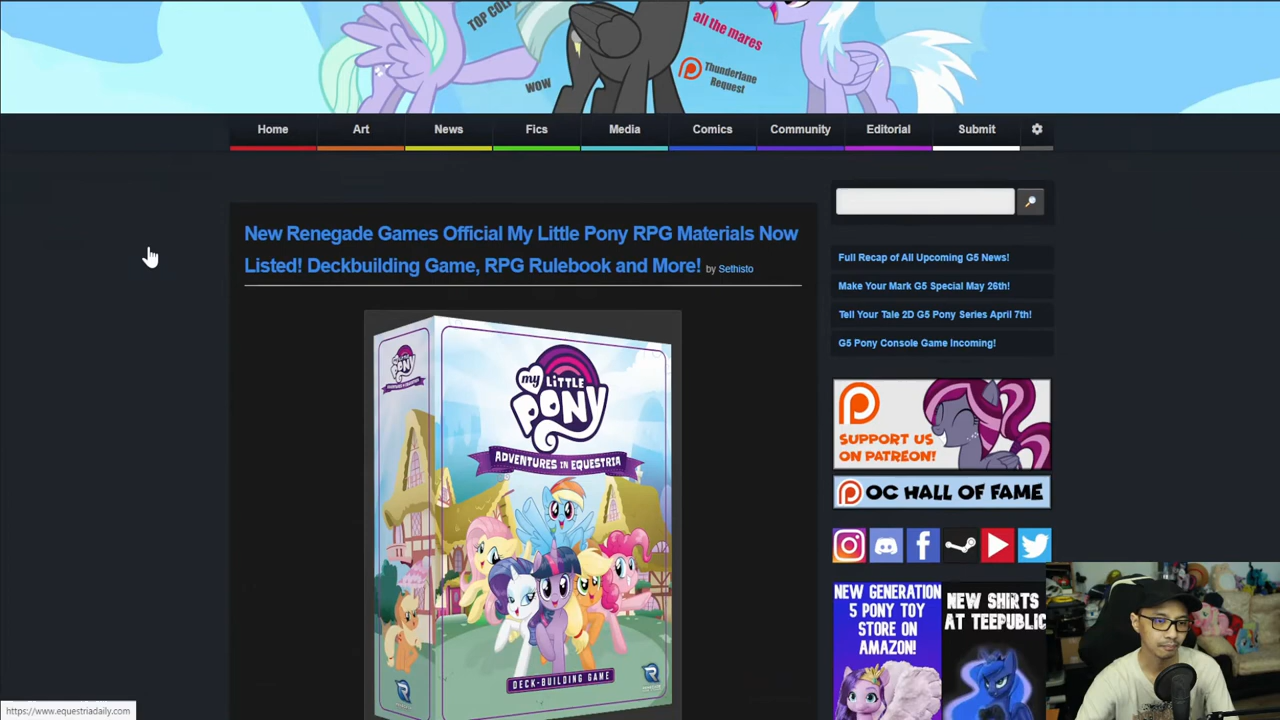 TOP COLT
WOW
all the mares
Thunderlane
Request
Home
Art
News
Fics
Media
Comics
Community
Editorial
Submit
New Renegade Games Official My Little Pony RPG Materials Now
Listed! Deckbuilding Game, RPG Rulebook and More! by Sethisto
my LITTLE
PONY
ADVENTURES IN EQUESTRIA
DECK-BUILDING GAME
Full Recap of All Upcoming G5 News!
Make Your Mark G5 Special May 26th!
Tell Your Tale 2D G5 Pony Series April 7th!
G5 Pony Console Game Incoming!
SUPPORT US
ON PATREON!
OC HALL OF FAME
NEW GENERATION
5 PONY TOY
STORE ON
AMAZON!
NEW SHIRTS
AT TEEPUBLIC
https://www.equestriadaily.com